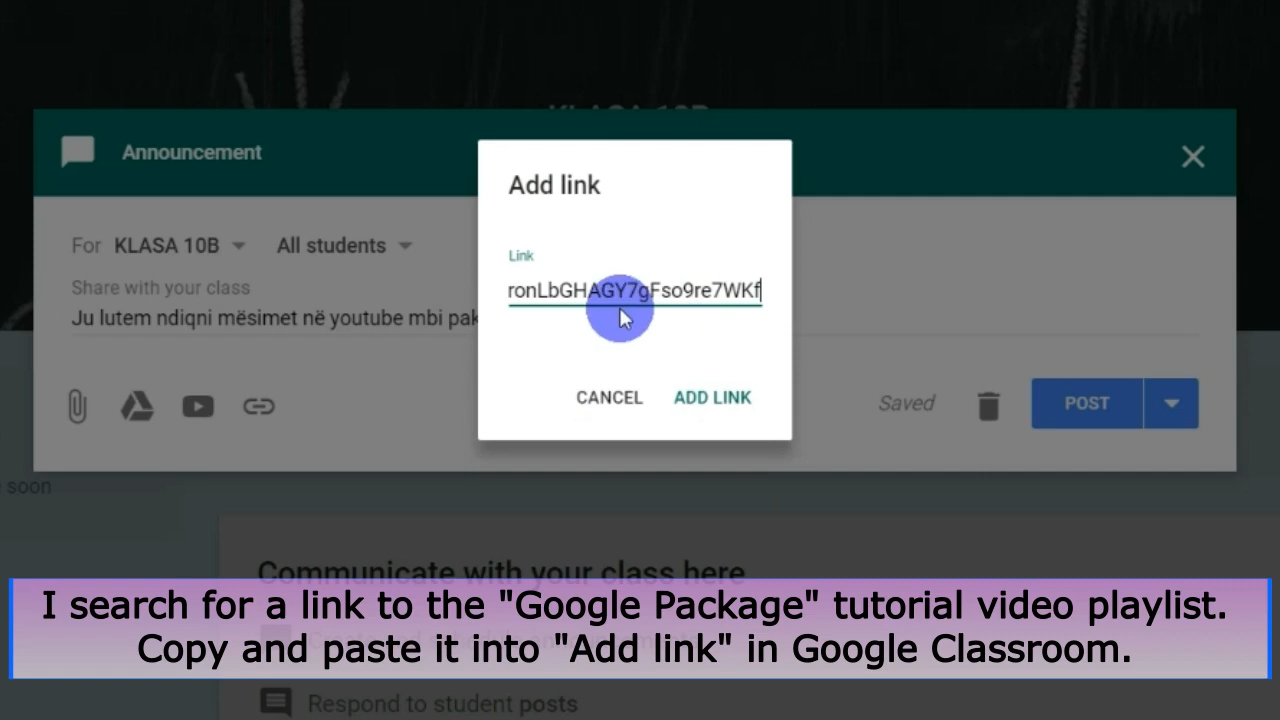 KLASA 10B
Announcement
Add link
For KLASA 10B All students
Link
ronLbGHAGY7gFso9re7WKf
Share with your class
Ju lutem ndiqni mësimet në youtube mbi pak
CANCEL ADD LINK
Saved
POST
soon
Communicate with your class here
I search for a link to the "Google Package" tutorial video playlist.
Copy and paste it into "Add link" in Google Classroom.
Respond to student posts